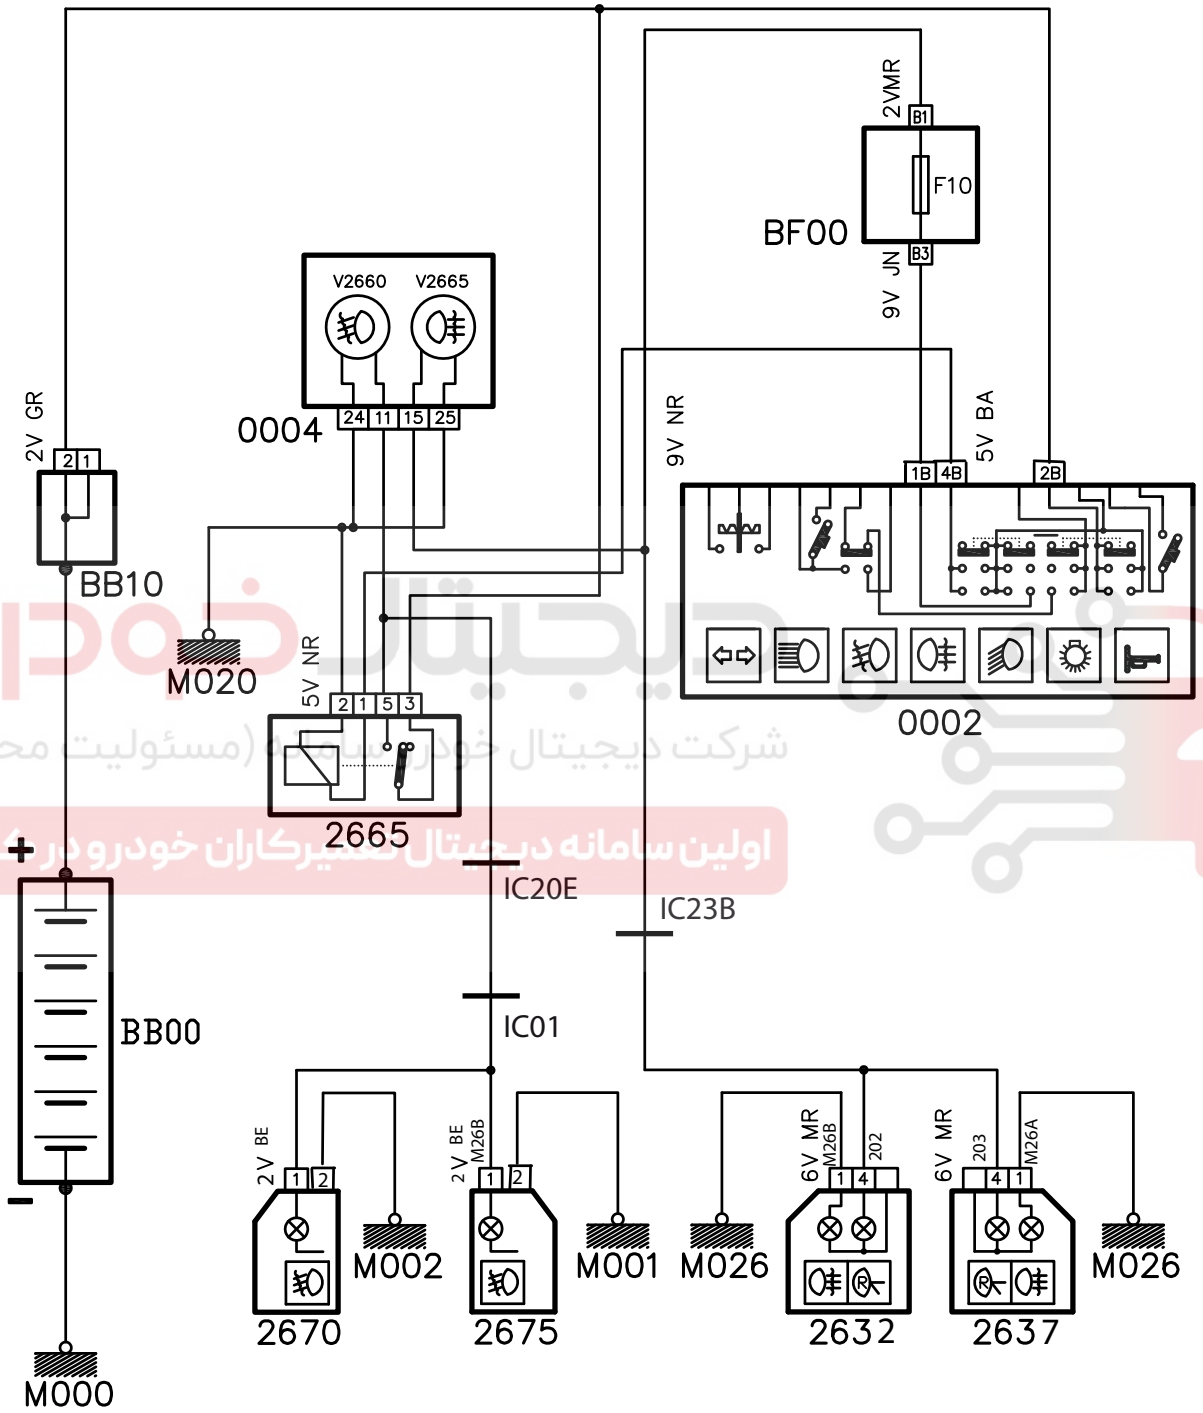 2VMR
B1
F10
BF00
B3
9V JN
V2660 V2665
24 11 15 25
0004
2V GR
2 1
BB10
9V NR
5V BA
1B 4B 2B
0002
M020
5V NR
2 1 5 3
2665
دیجیتال خودرو
شرکت دیجیتال خودرو سامانه (مسئولیت
اولین سامانه دیجیتال تعمیرکاران خودرو در
+
BB00
-
IC20E
IC23B
IC01
2V BE
1 2
M002
2670
2V BE
M26B
1 2
M001
2675
M026
6V MR
M26B
202
1 4
2632
R
6V MR
203
M26A
4 1
R
2637
M026
M000